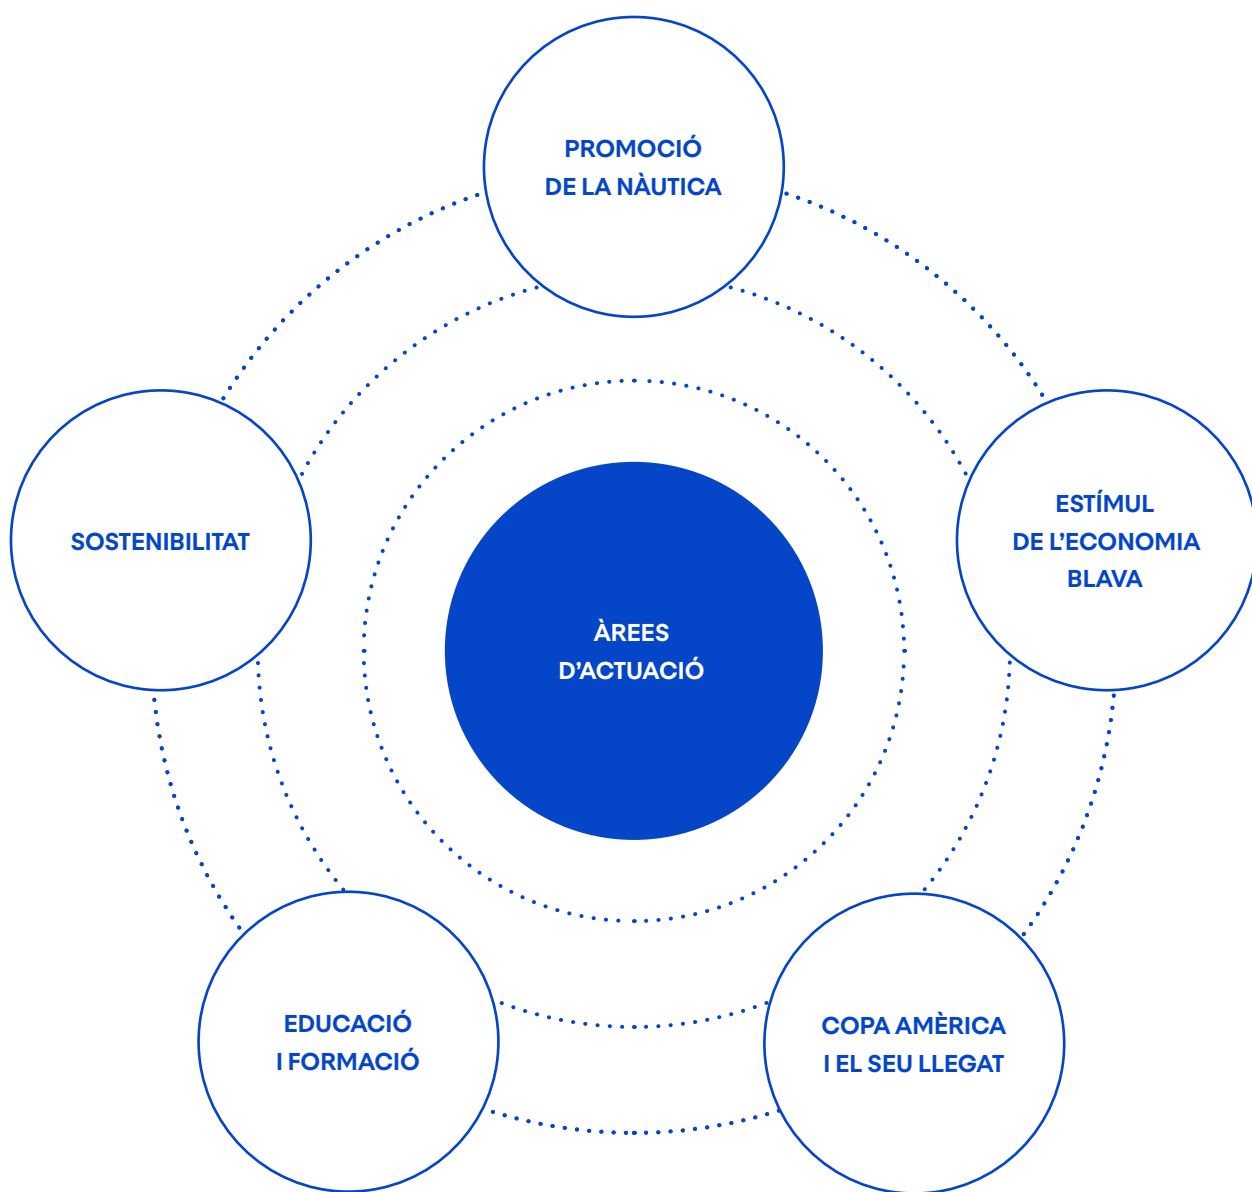 PROMOCIÓ
DE LA NÀUTICA
ESTÍMUL
DE L’ECONOMIA
BLAVA
SOSTENIBILITAT
ÀREES
D’ACTUACIÓ
EDUCACIÓ
I FORMACIÓ
COPA AMÈRICA
I EL SEU LLEGAT